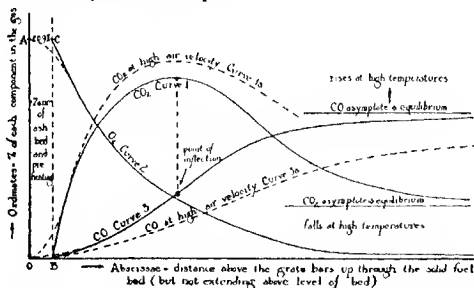 A
20.9%
C
CO₂ at high air velocity Curve 1a
CO₂ Curve 1
rises at high temperatures
CO asymptote & equilibrium
Zone
of
ash
bed
and
pre
heating
O₂ Curve 2
point of
inflection
CO Curve 3
CO at high air velocity Curve 3a
CO₂ asymptote & equilibrium
falls at high temperatures
Ordinates = % of each component in the gas
O
B
Abscissae = distance above the grate bars up through the solid fuel
bed (but not extending above level of bed)